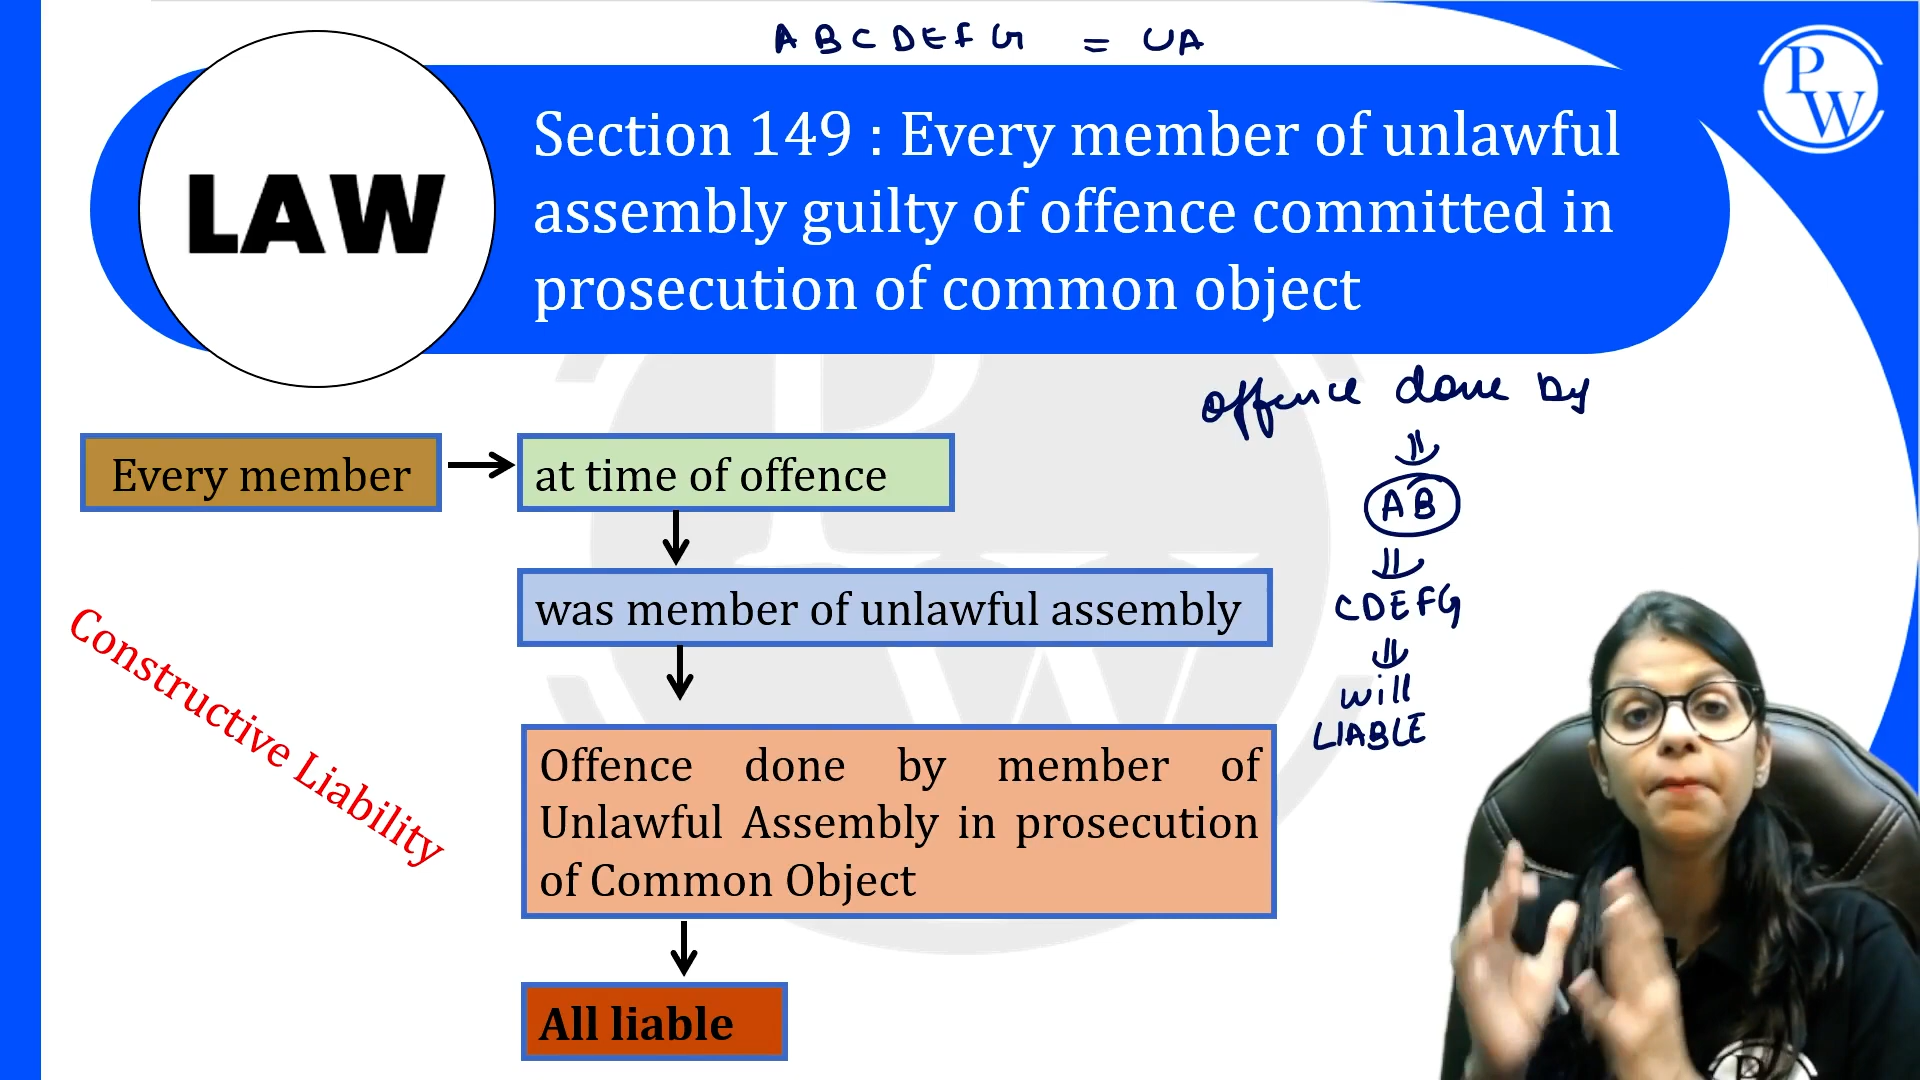 A B C D E F G = UA
P
W
LAW
Section 149 : Every member of unlawful
assembly guilty of offence committed in
prosecution of common object
offence done by
Every member
at time of offence
AB
was member of unlawful assembly
CDEFG
will
LIABLE
Constructive Liability
Offence done by member of
Unlawful Assembly in prosecution
of Common Object
All liable